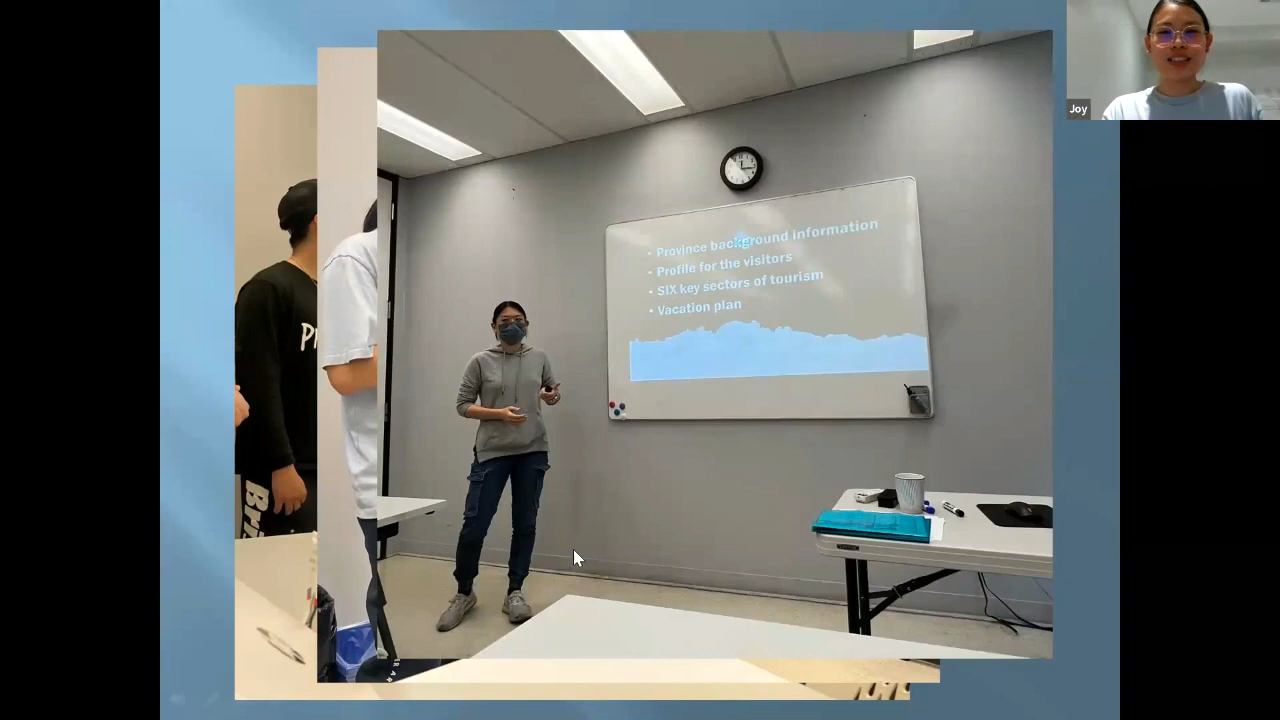 Joy
• Province background information
• Profile for the visitors
• SIX key sectors of tourism
• Vacation plan